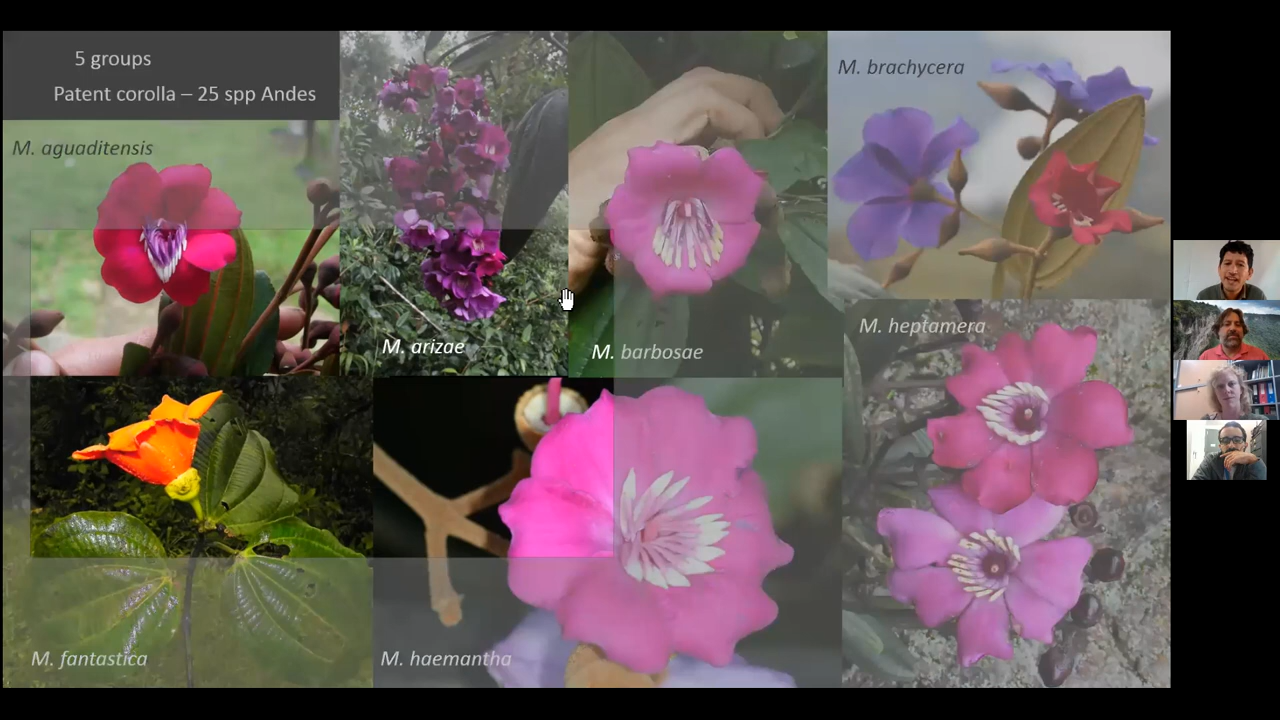 5 groups
Patent corolla – 25 spp Andes
M. aguaditensis
M. arizae
M. barbosae
M. brachycera
M. heptamera
M. fantastica
M. haemantha